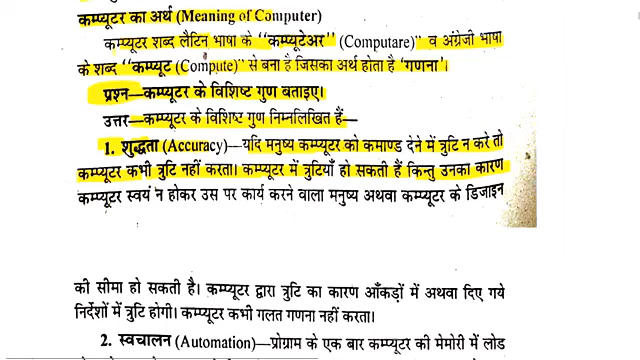 कम्प्यूटर का अर्थ (Meaning of Computer)
कम्प्यूटर शब्द लैटिन भाषा के “कम्प्यूटेअर” (Computare)” व अंग्रेजी भाषा
के शब्द “कम्प्यूट (Compute)” से बना है जिसका अर्थ होता है ‘गणना’।
प्रश्न—कम्प्यूटर के विशिष्ट गुण बताइए।
उत्तर—कम्प्यूटर के विशिष्ट गुण निम्नलिखित हैं—
1. शुद्धता (Accuracy)—यदि मनुष्य कम्प्यूटर को कमाण्ड देने में त्रुटि न करे तो
कम्प्यूटर कभी त्रुटि नहीं करता। कम्प्यूटर में त्रुटियाँ हो सकती हैं किन्तु उनका कारण
कम्प्यूटर स्वयं न होकर उस पर कार्य करने वाला मनुष्य अथवा कम्प्यूटर के डिजाइन
की सीमा हो सकती है। कम्प्यूटर द्वारा त्रुटि का कारण आँकड़ों में अथवा दिए गये
निर्देशों में त्रुटि होगी। कम्प्यूटर कभी गलत गणना नहीं करता।
2. स्वचालन (Automation)—प्रोग्राम के एक बार कम्प्यूटर की मेमोरी में लोड